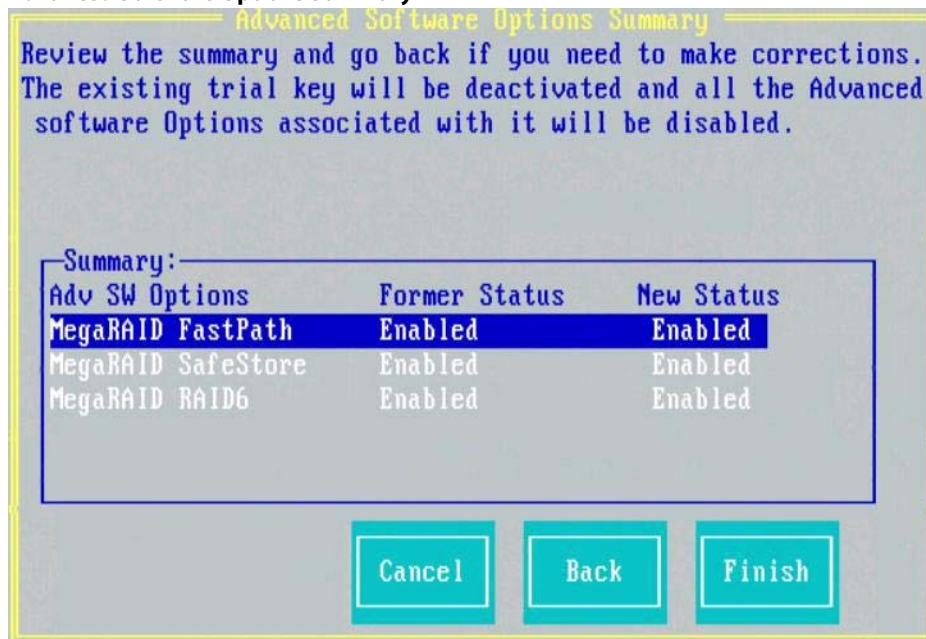 Advanced Software Options Summary
Review the summary and go back if you need to make corrections.
The existing trial key will be deactivated and all the Advanced
software Options associated with it will be disabled.
Summary:
Adv SW Options Former Status New Status
MegaRAID FastPath Enabled Enabled
MegaRAID SafeStore Enabled Enabled
MegaRAID RAID6 Enabled Enabled
Cancel Back Finish